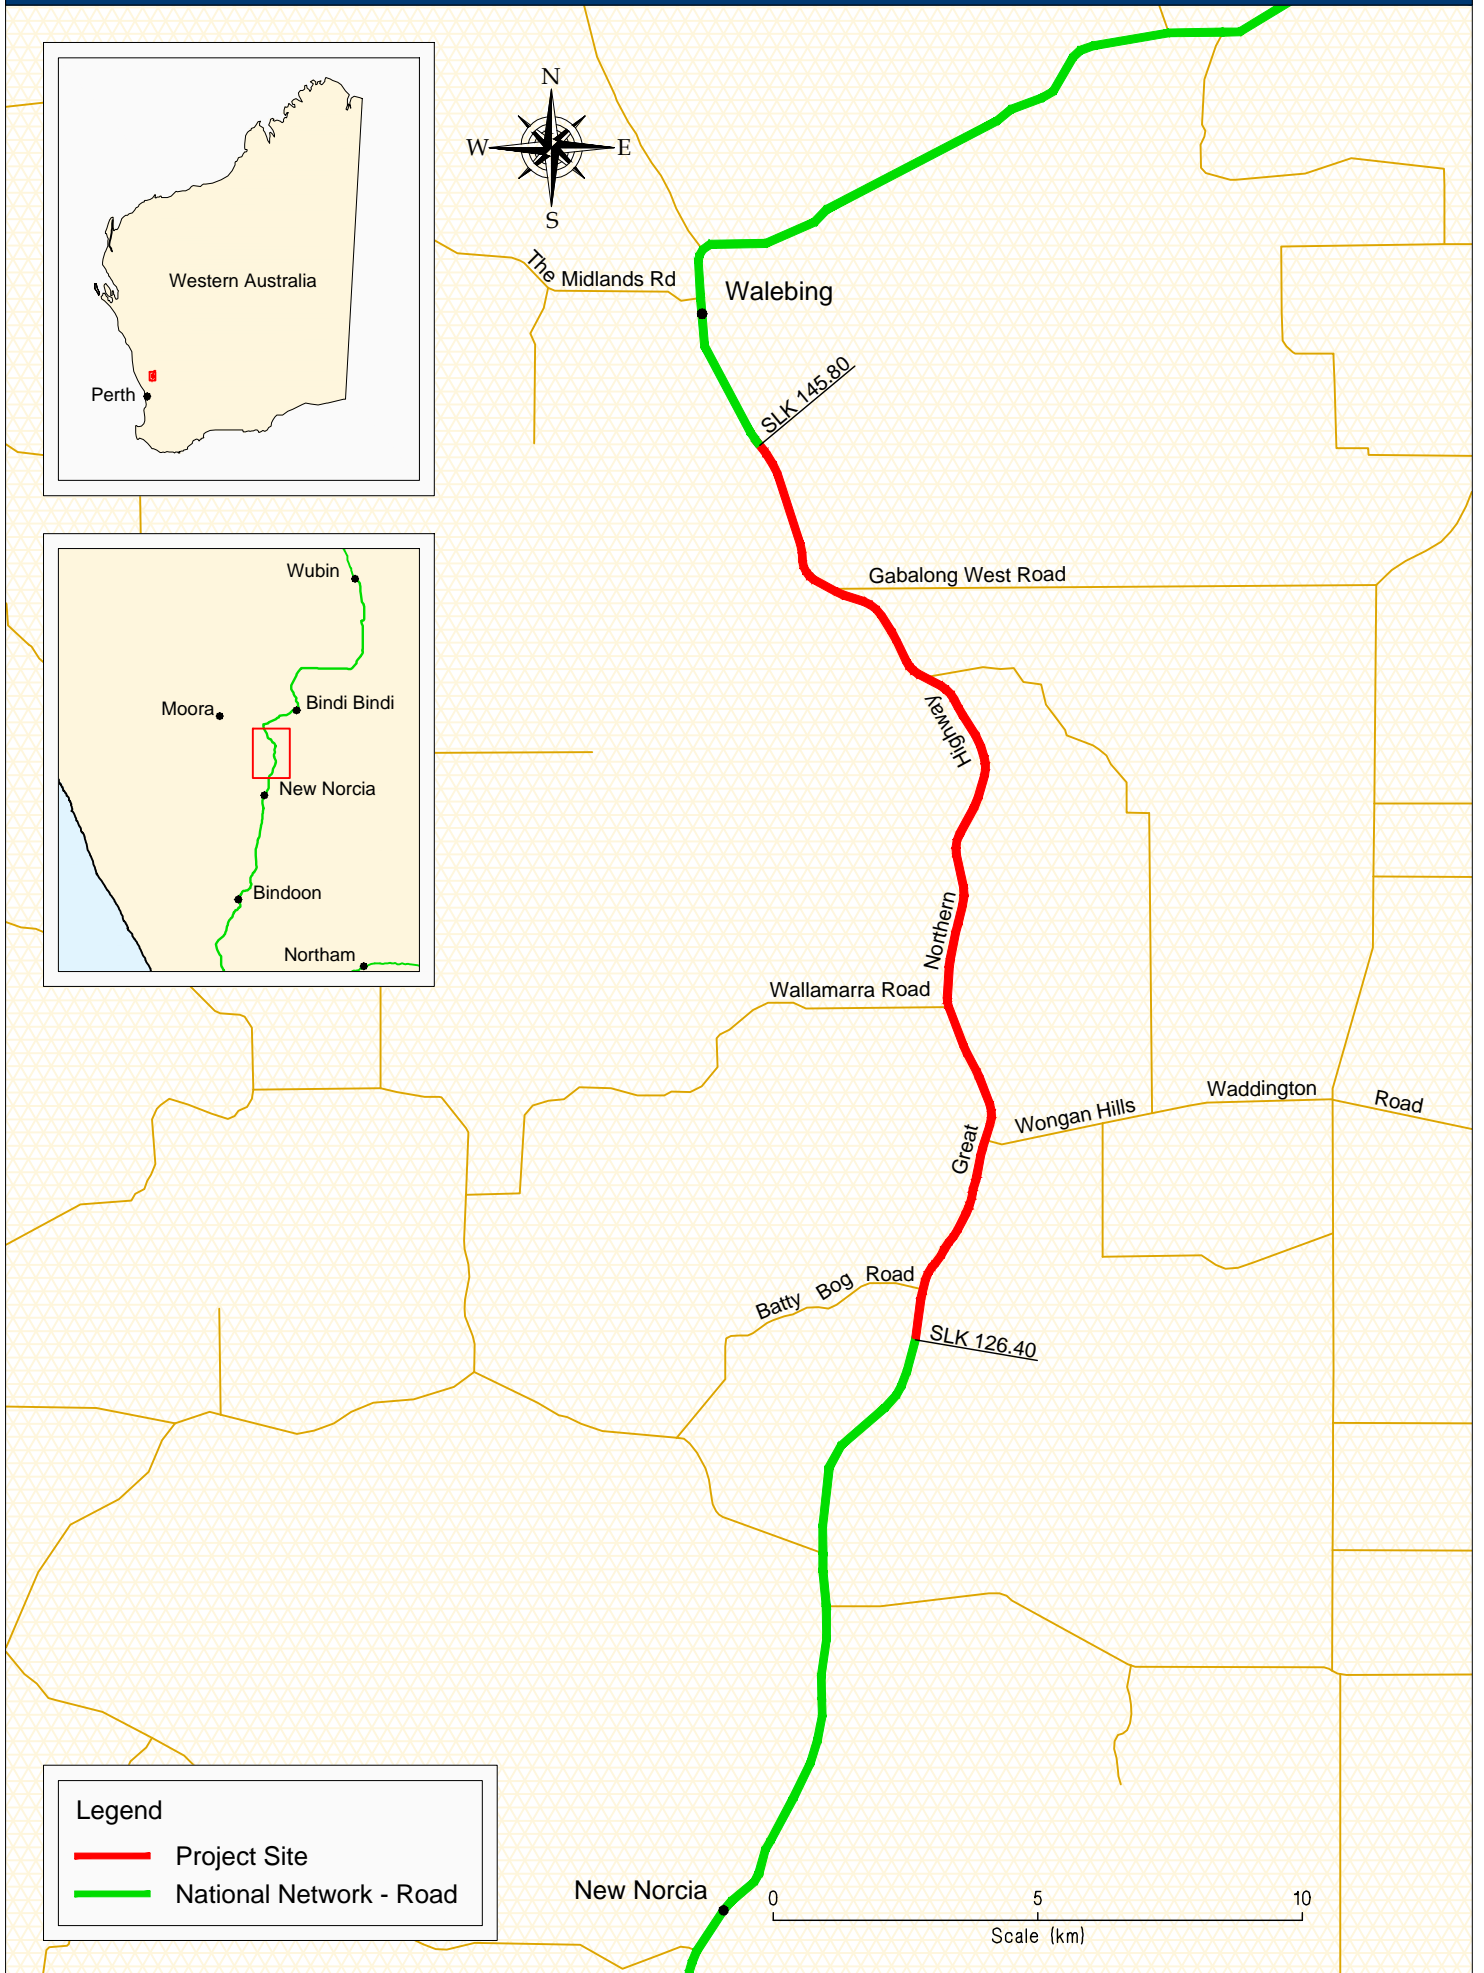 N
W
E
S
Western Australia
Perth
The Midlands Rd
Walebing
SLK 145.80
Wubin
Moora
Bindi Bindi
New Norcia
Bindoon
Northam
Gabalong West Road
Highway
Northern
Wallamarra Road
Great
Wongan Hills
Waddington
Road
Batty Bog Road
SLK 126.40
Legend
Project Site
National Network - Road
New Norcia
0 5 10
Scale (km)